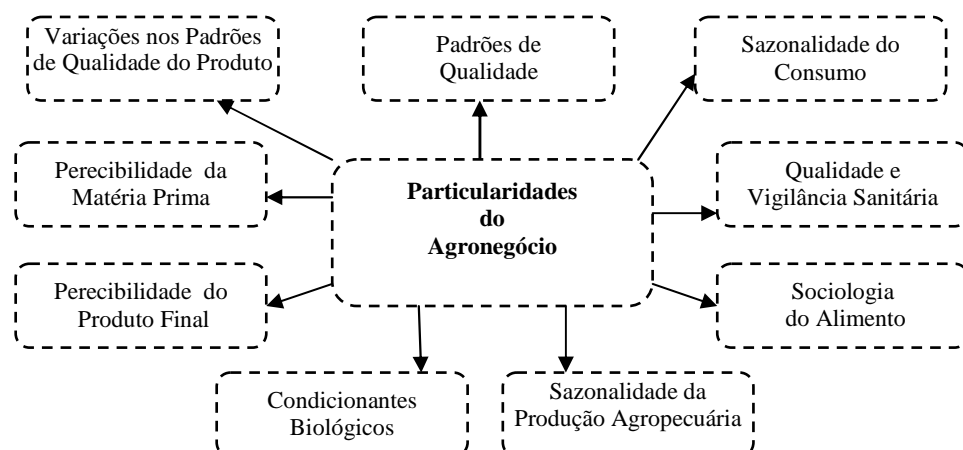 Variações nos Padrões
de Qualidade do Produto
Padrões de
Qualidade
Sazonalidade do
Consumo
Perecibilidade da
Matéria Prima
Particularidades
do
Agronegócio
Qualidade e
Vigilância Sanitária
Perecibilidade do
Produto Final
Sociologia
do Alimento
Condicionantes
Biológicos
Sazonalidade da
Produção Agropecuária